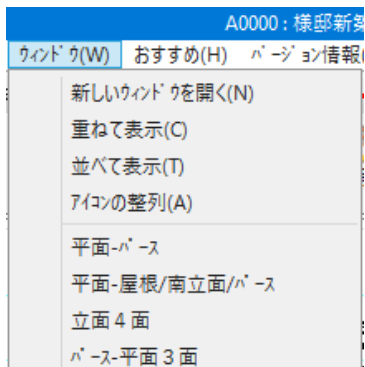 A0000 : 様邸新築
ｳｨﾝﾄﾞｳ(W) おすすめ(H) ﾊﾞｰｼﾞｮﾝ情報(
新しいｳｨﾝﾄﾞｳを開く(N)
重ねて表示(C)
並べて表示(T)
ｱｲｺﾝの整列(A)
平面-ﾊﾟｰｽ
平面-屋根/南立面/ﾊﾟｰｽ
立面４面
ﾊﾟｰｽ-平面３面